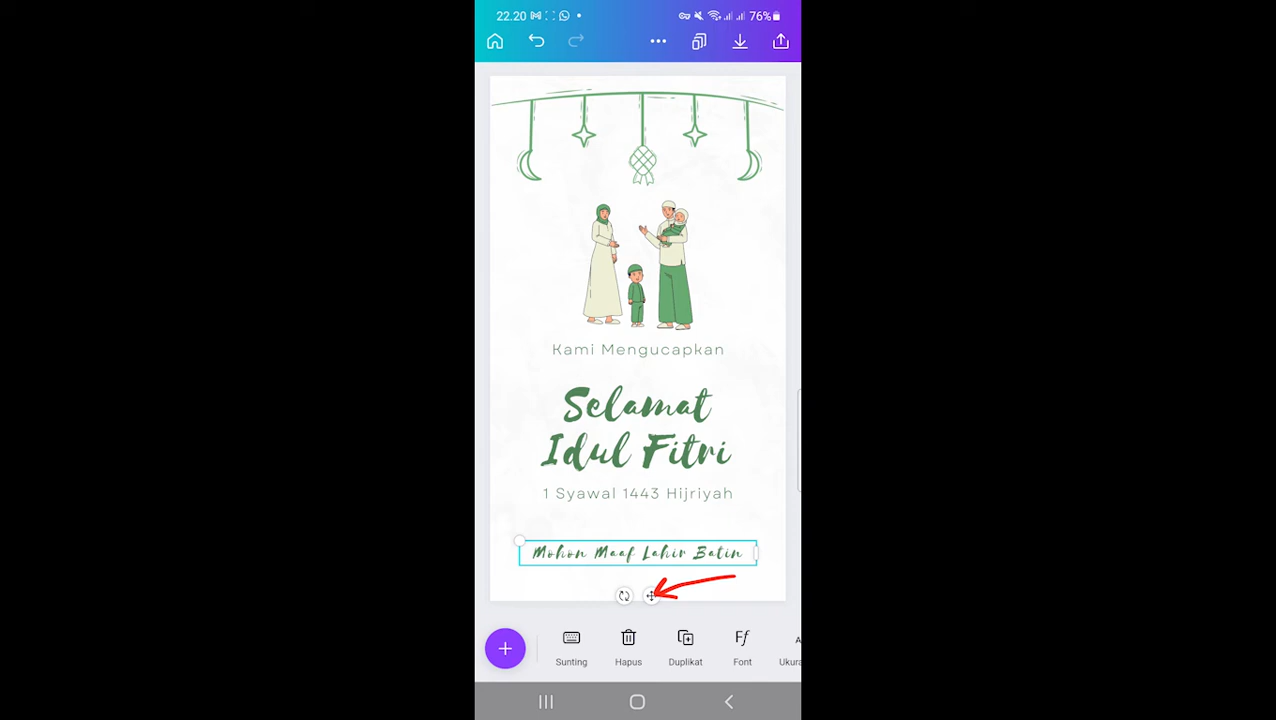 22.20
76%
Kami Mengucapkan
Selamat
Idul Fitri
1 Syawal 1443 Hijriyah
Mohon Maaf Lahir Batin
Sunting
Hapus
Duplikat
Ff
Font
Ukura